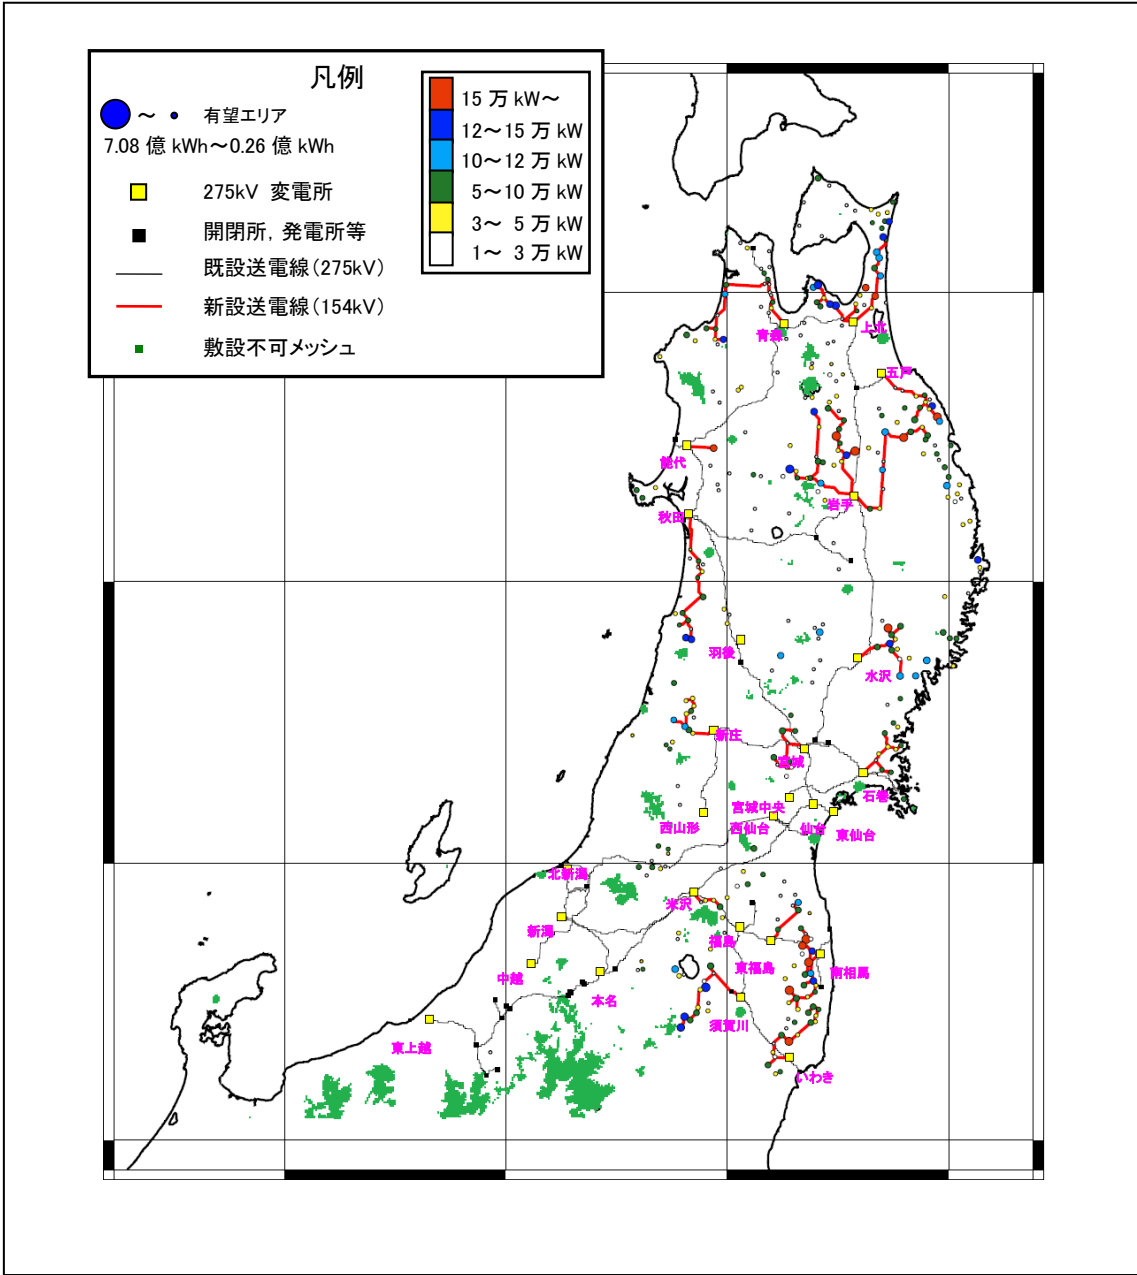 凡例
～ 有望エリア
7.08 億 kWh～0.26 億 kWh
275kV 変電所
開閉所，発電所等
既設送電線（275kV）
新設送電線（154kV）
敷設不可メッシュ
15 万 kW～
12～15 万 kW
10～12 万 kW
5～10 万 kW
3～ 5 万 kW
1～ 3 万 kW
青森
上北
五戸
能代
岩手
秋田
羽後
水沢
新庄
宮城
石巻
宮城中央
西山形
西仙台
仙台
東仙台
北新潟
米沢
新潟
福島
東福島
南相馬
中越
本名
須賀川
東上越
いわき